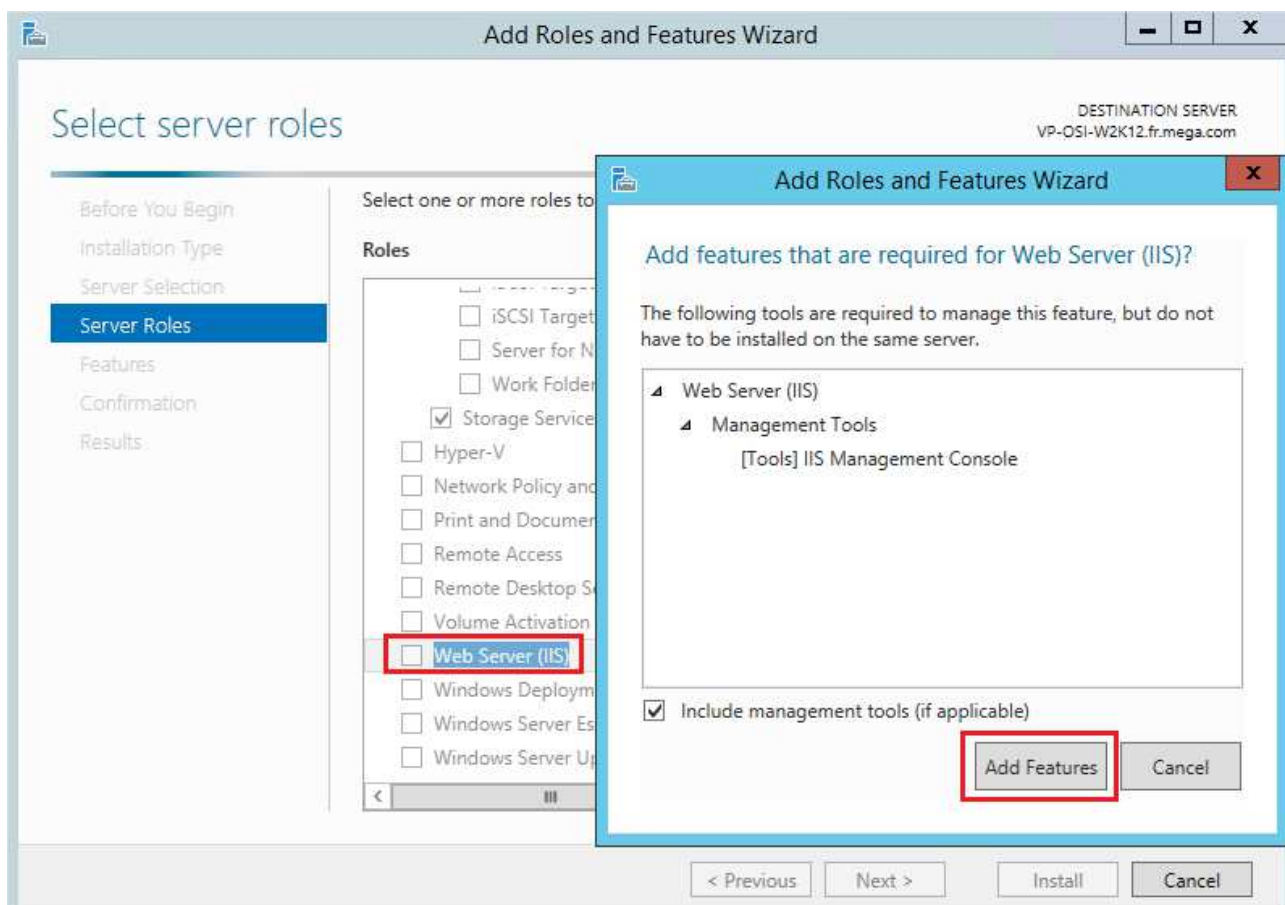 Add Roles and Features Wizard
Select server roles
DESTINATION SERVER
VP-OSI-W2K12.fr.mega.com
Before You Begin
Installation Type
Server Selection
Server Roles
Features
Confirmation
Results
Select one or more roles to
Roles
iSCSI Target
Server for N
Work Folder
Storage Service
Hyper-V
Network Policy and
Print and Documen
Remote Access
Remote Desktop Se
Volume Activation
Web Server (IIS)
Windows Deploym
Windows Server Es
Windows Server Up
Add Roles and Features Wizard
Add features that are required for Web Server (IIS)?
The following tools are required to manage this feature, but do not
have to be installed on the same server.
Web Server (IIS)
Management Tools
[Tools] IIS Management Console
Include management tools (if applicable)
Add Features
Cancel
< Previous
Next >
Install
Cancel